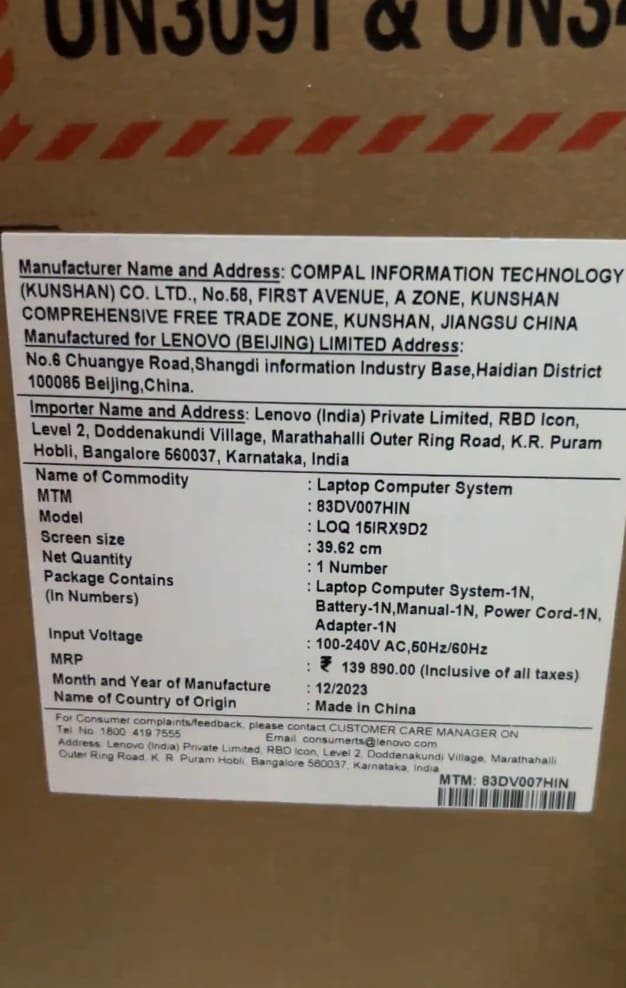 UN3091 & UN34
Manufacturer Name and Address: COMPAL INFORMATION TECHNOLOGY
(KUNSHAN) CO. LTD., No.58, FIRST AVENUE, A ZONE, KUNSHAN
COMPREHENSIVE FREE TRADE ZONE, KUNSHAN, JIANGSU CHINA
Manufactured for LENOVO (BEIJING) LIMITED Address:
No.6 Chuangye Road,Shangdi information Industry Base,Haidian District
100085 Beijing,China.
Importer Name and Address: Lenovo (India) Private Limited, RBD Icon,
Level 2, Doddenakundi Village, Marathahalli Outer Ring Road, K.R. Puram
Hobli, Bangalore 560037, Karnataka, India
Name of Commodity : Laptop Computer System
MTM : 83DV007HIN
Model : LOQ 15IRX9D2
Screen size : 39.62 cm
Net Quantity : 1 Number
Package Contains : Laptop Computer System-1N,
(In Numbers) Battery-1N,Manual-1N, Power Cord-1N,
Adapter-1N
Input Voltage : 100-240V AC,50Hz/60Hz
MRP : ₹ 139 890.00 (Inclusive of all taxes)
Month and Year of Manufacture : 12/2023
Name of Country of Origin : Made in China
For Consumer complaints/feedback, please contact CUSTOMER CARE MANAGER ON
Tel No. 1800 419 7555 Email consumerts@lenovo.com
Address Lenovo (India) Private Limited, RBD Icon, Level 2, Doddenakundi Village, Marathahalli
Outer Ring Road, K. R. Puram Hobli, Bangalore 560037, Karnataka, India
MTM: 83DV007HIN